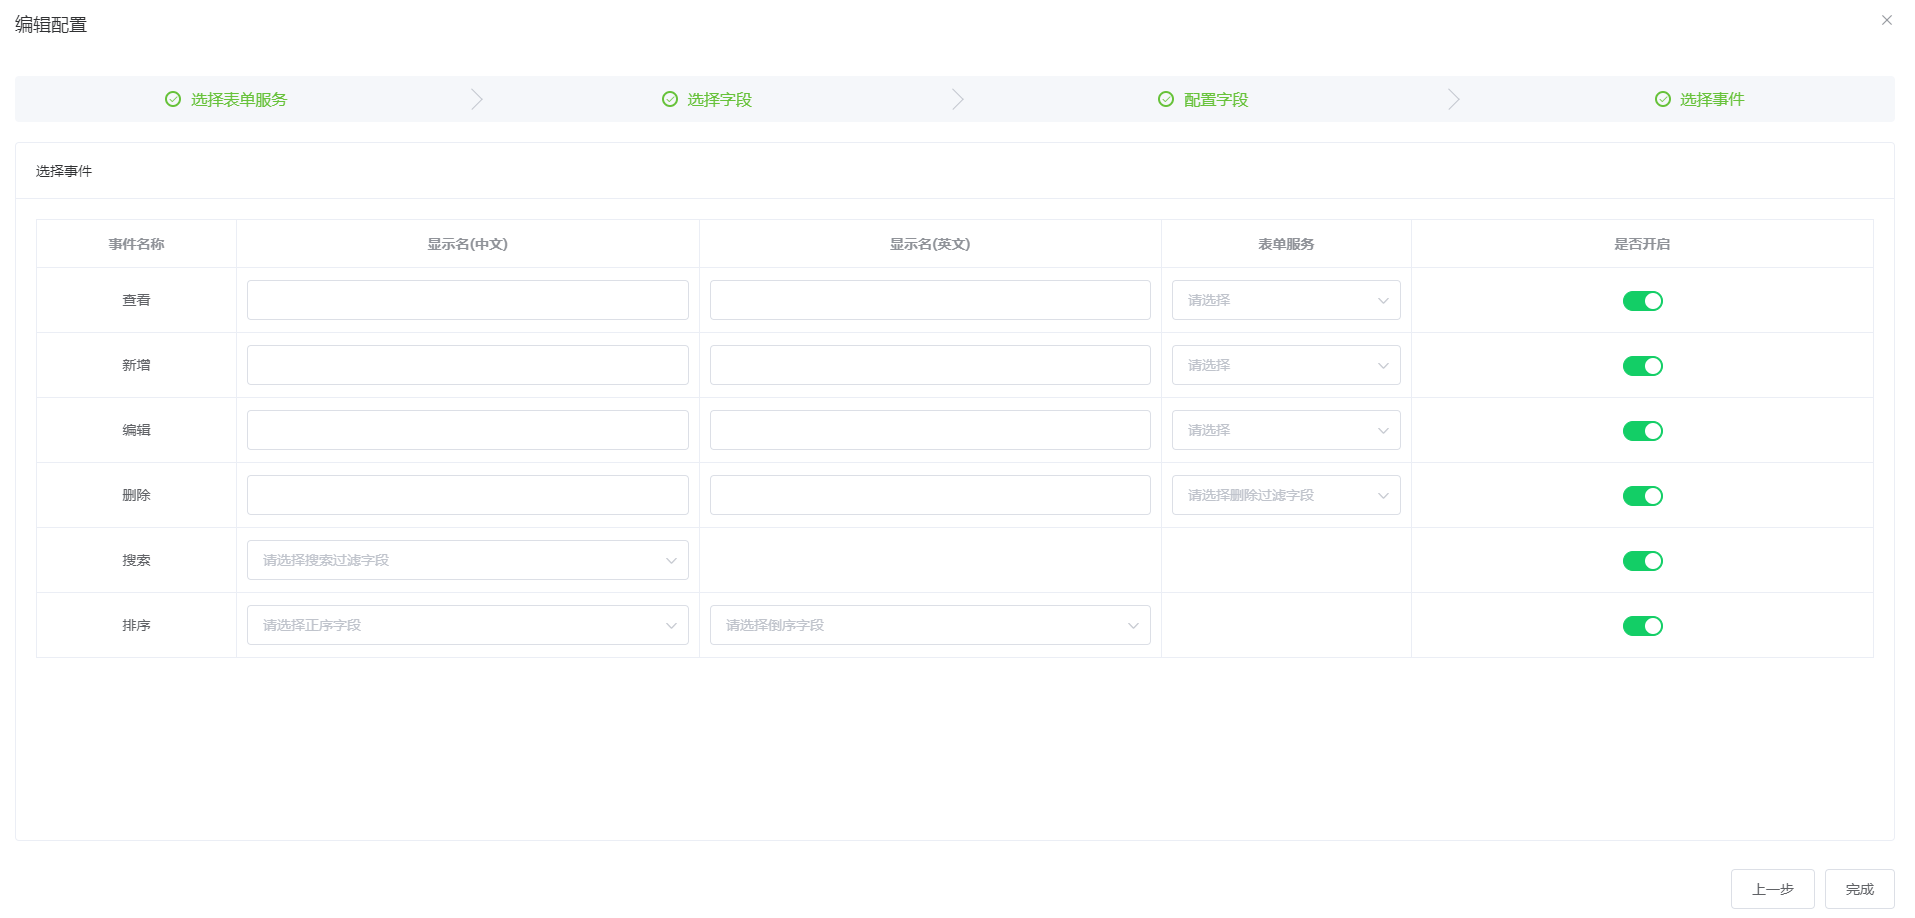 编辑配置
选择表单服务
选择字段
配置字段
选择事件
选择事件
事件名称 显示名(中文) 显示名(英文) 表单服务 是否开启
查看 请选择
新增 请选择
编辑 请选择
删除 请选择删除过滤字段
搜索 请选择搜索过滤字段
排序 请选择正序字段 请选择倒序字段
上一步 完成